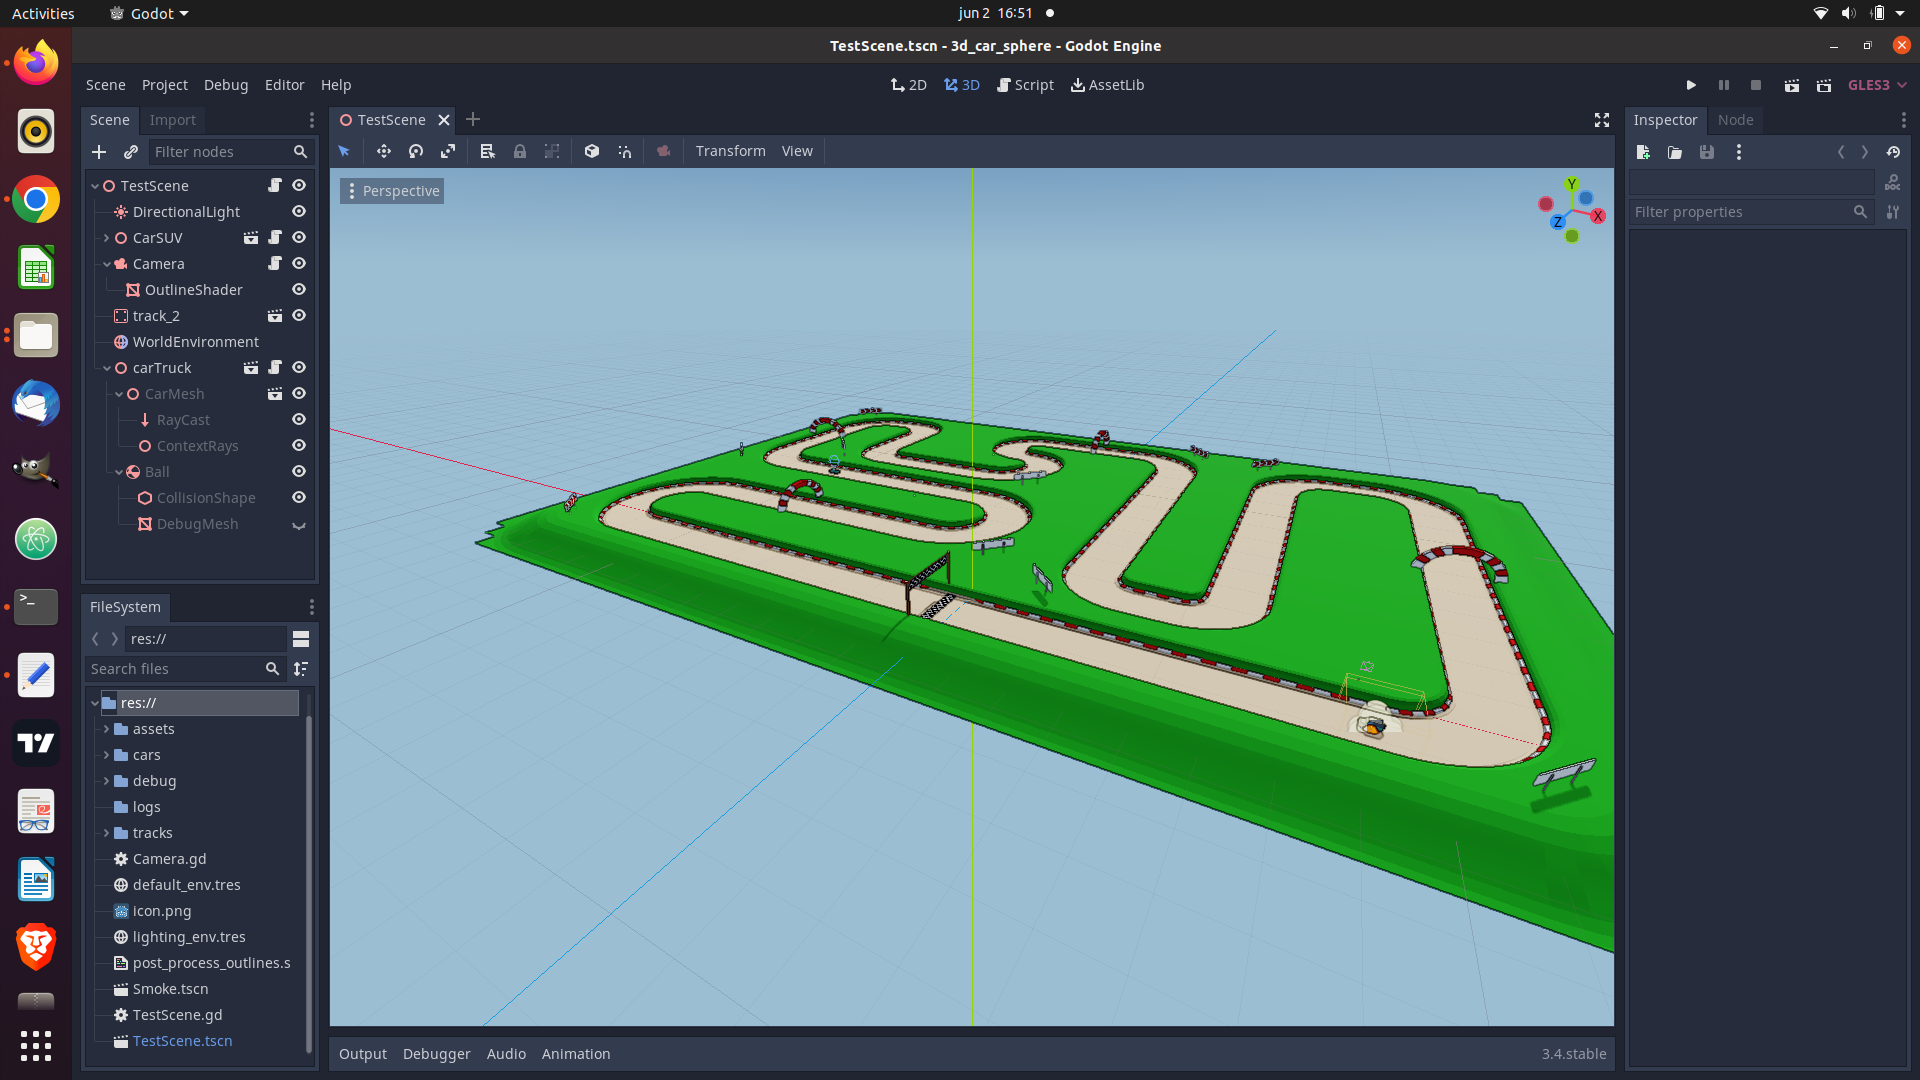 Activities
Godot
jun 2 16:51
TestScene.tscn - 3d_car_sphere - Godot Engine
Scene Project Debug Editor Help
2D 3D Script AssetLib
GLES3
Scene Import
TestScene
Inspector Node
Filter nodes
Transform View
Perspective
Filter properties
DOC
Y
X
Z
TestScene
DirectionalLight
CarSUV
Camera
OutlineShader
track_2
WorldEnvironment
carTruck
CarMesh
RayCast
ContextRays
Ball
CollisionShape
DebugMesh
FileSystem
res://
Search files
res://
assets
cars
debug
logs
tracks
Camera.gd
default_env.tres
icon.png
lighting_env.tres
post_process_outlines.s
Smoke.tscn
TestScene.gd
TestScene.tscn
Output Debugger Audio Animation
3.4.stable